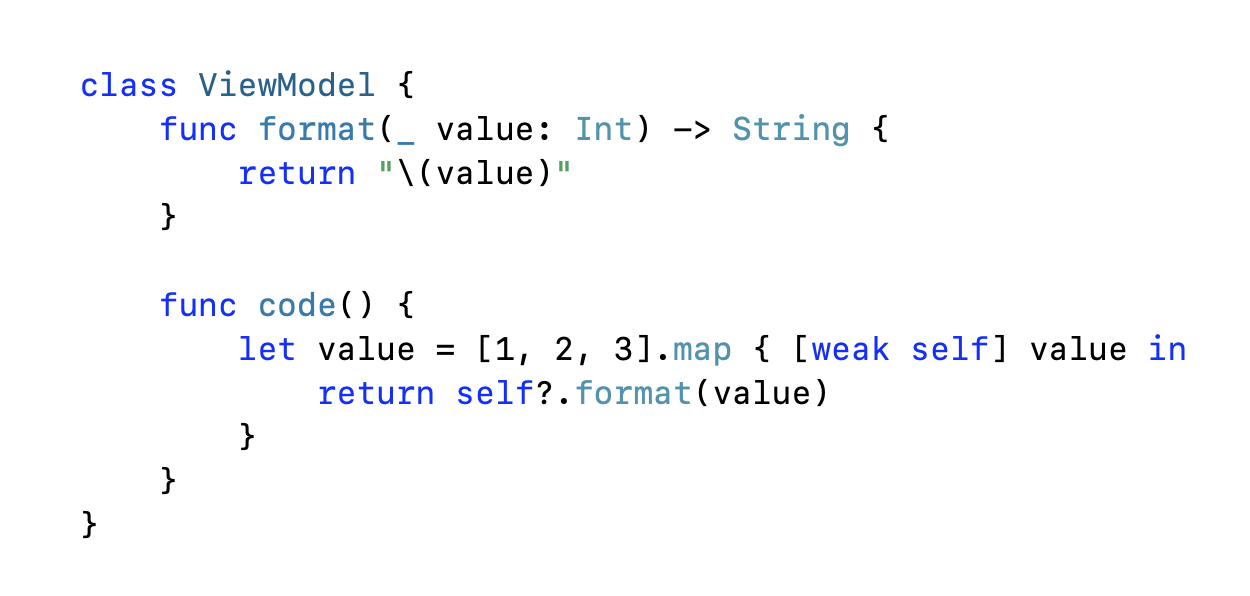 class ViewModel {
    func format(_ value: Int) -> String {
        return "\(value)"
    }

    func code() {
        let value = [1, 2, 3].map { [weak self] value in
            return self?.format(value)
        }
    }
}